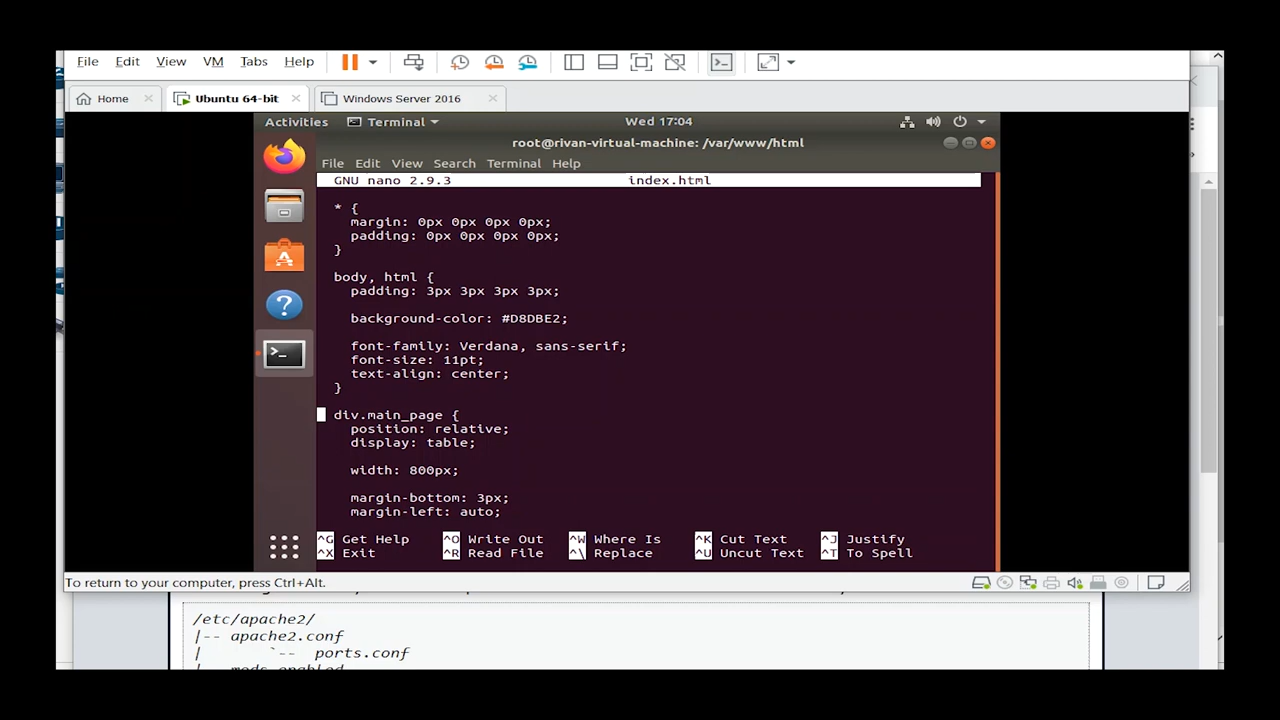 File Edit View VM Tabs Help
Home Ubuntu 64-bit Windows Server 2016
Activities Terminal Wed 17:04
root@rivan-virtual-machine: /var/www/html
File Edit View Search Terminal Help
GNU nano 2.9.3 index.html
* {
margin: 0px 0px 0px 0px;
padding: 0px 0px 0px 0px;
}
body, html {
padding: 3px 3px 3px 3px;
background-color: #D8DBE2;
font-family: Verdana, sans-serif;
font-size: 11pt;
text-align: center;
}
div.main_page {
position: relative;
display: table;
width: 800px;
margin-bottom: 3px;
margin-left: auto;
^G Get Help ^O Write Out ^W Where Is ^K Cut Text ^J Justify
^X Exit ^R Read File ^\ Replace ^U Uncut Text ^T To Spell
To return to your computer, press Ctrl+Alt.
/etc/apache2/
|-- apache2.conf
| `-- ports.conf